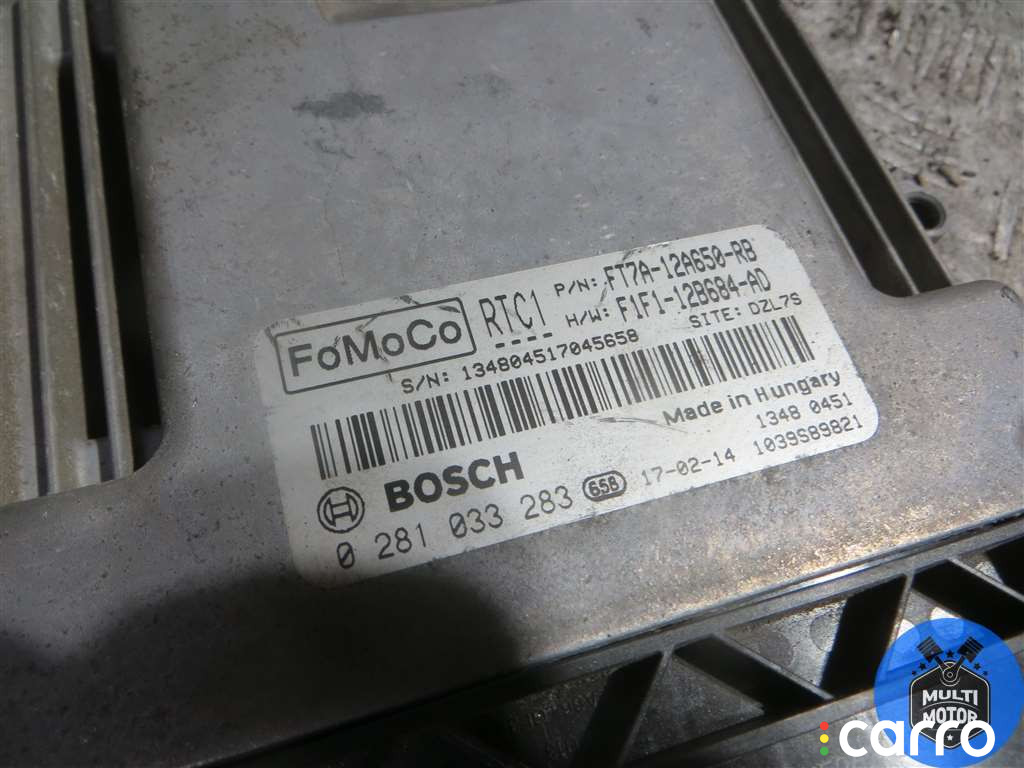 FoMoCo
RTC1
P/N: FT7A-12A650-RB
H/W: F1F1-12B684-AD
S/N: 134804517045658
SITE: DZL7S
Made in Hungary
BOSCH
1348 0451
0 281 033 283 658 17-02-14 1039S89821
MULTI
MOTOR
carro